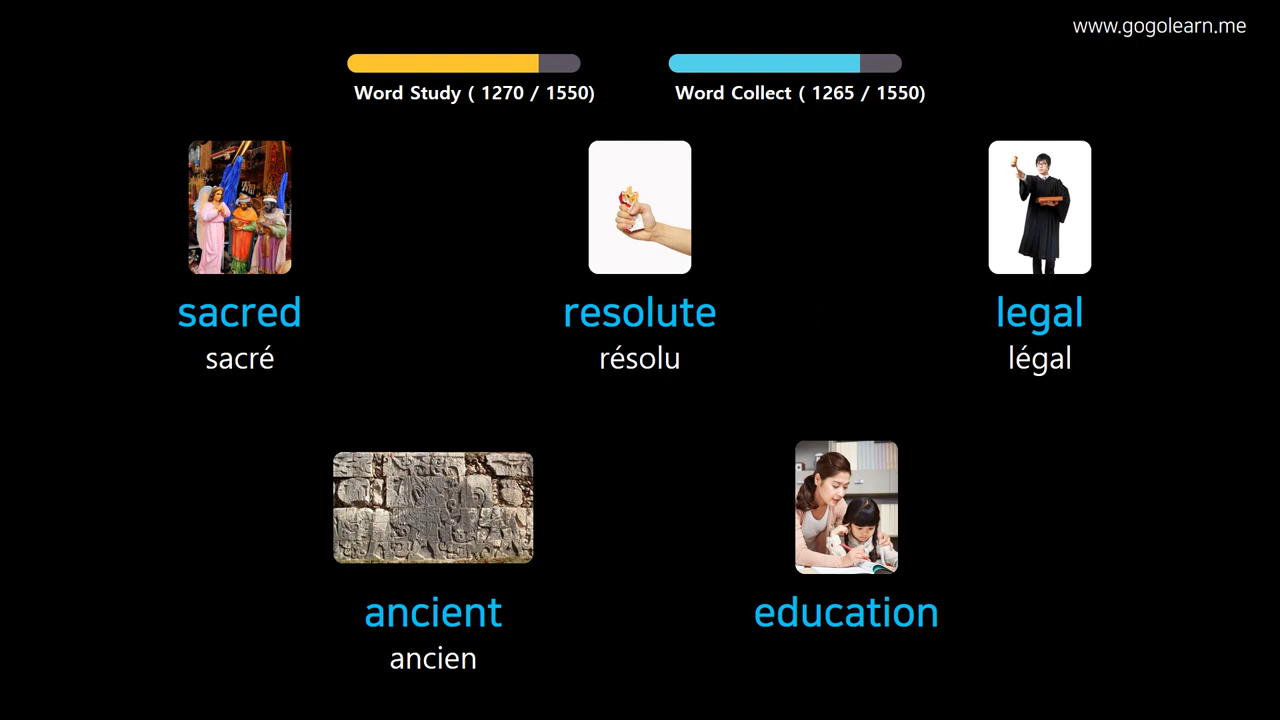 www.gogolearn.me
Word Study ( 1270 / 1550)
Word Collect ( 1265 / 1550)
sacred
sacré
resolute
résolu
legal
légal
ancient
ancien
education